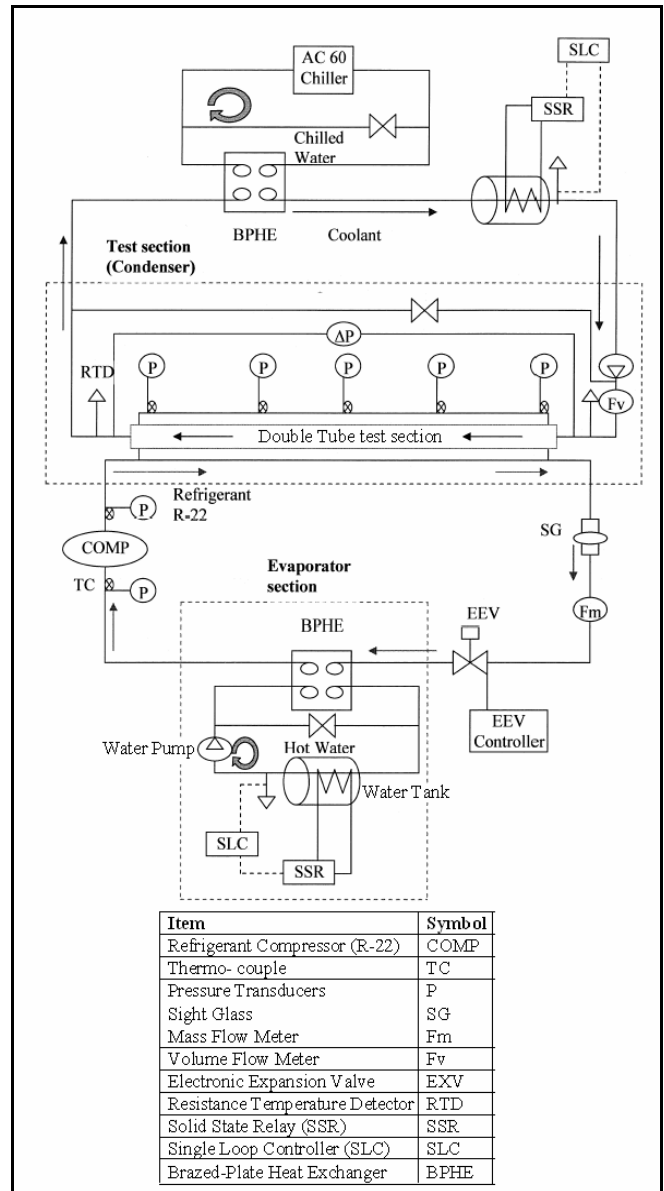 AC 60
Chiller
SLC
SSR
Chilled
Water
BPHE
Coolant
Test section
(Condenser)
ΔP
RTD
P
P
P
P
P
Fv
Double Tube test section
Refrigerant
R-22
P
COMP
SG
TC
P
Evaporator
section
Fm
BPHE
EEV
EEV
Controller
Water Pump
Hot Water
Water Tank
SLC
SSR
Item Symbol
Refrigerant Compressor (R-22) COMP
Thermo- couple TC
Pressure Transducers P
Sight Glass SG
Mass Flow Meter Fm
Volume Flow Meter Fv
Electronic Expansion Valve EXV
Resistance Temperature Detector RTD
Solid State Relay (SSR) SSR
Single Loop Controller (SLC) SLC
Brazed-Plate Heat Exchanger BPHE